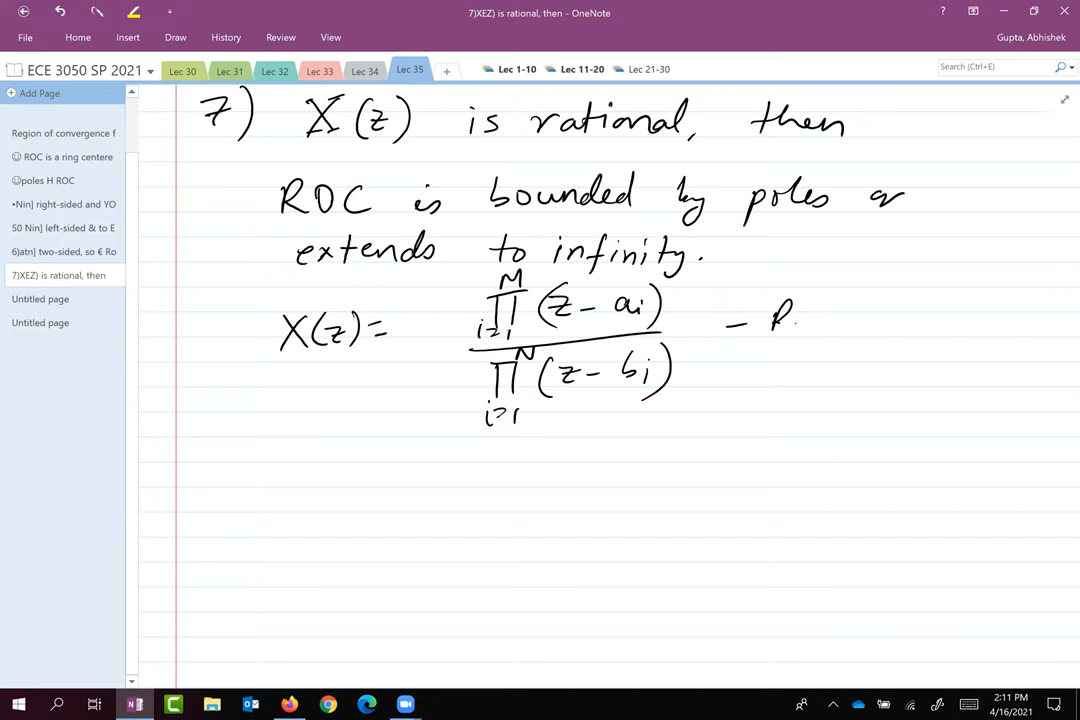 7)XEZ) is rational, then - OneNote
Gupta, Abhishek
File Home Insert Draw History Review View
ECE 3050 SP 2021
Lec 30 Lec 31 Lec 32 Lec 33 Lec 34 Lec 35 + Lec 1-10 Lec 11-20 Lec 21-30
Search (Ctrl+E)
Add Page
Region of convergence f
ROC is a ring centere
poles H ROC
•Nin] right-sided and YO
50 Nin] left-sided & to E
6)atn] two-sided, so € Ro
7)XEZ) is rational, then
Untitled page
Untitled page
7) X(z) is rational, then
ROC is bounded by poles or
extends to infinity.
X(z) = ∏_{i=1}^{M} (z - ai) / ∏_{i=1}^{N} (z - bi) - R.
2:11 PM
4/16/2021